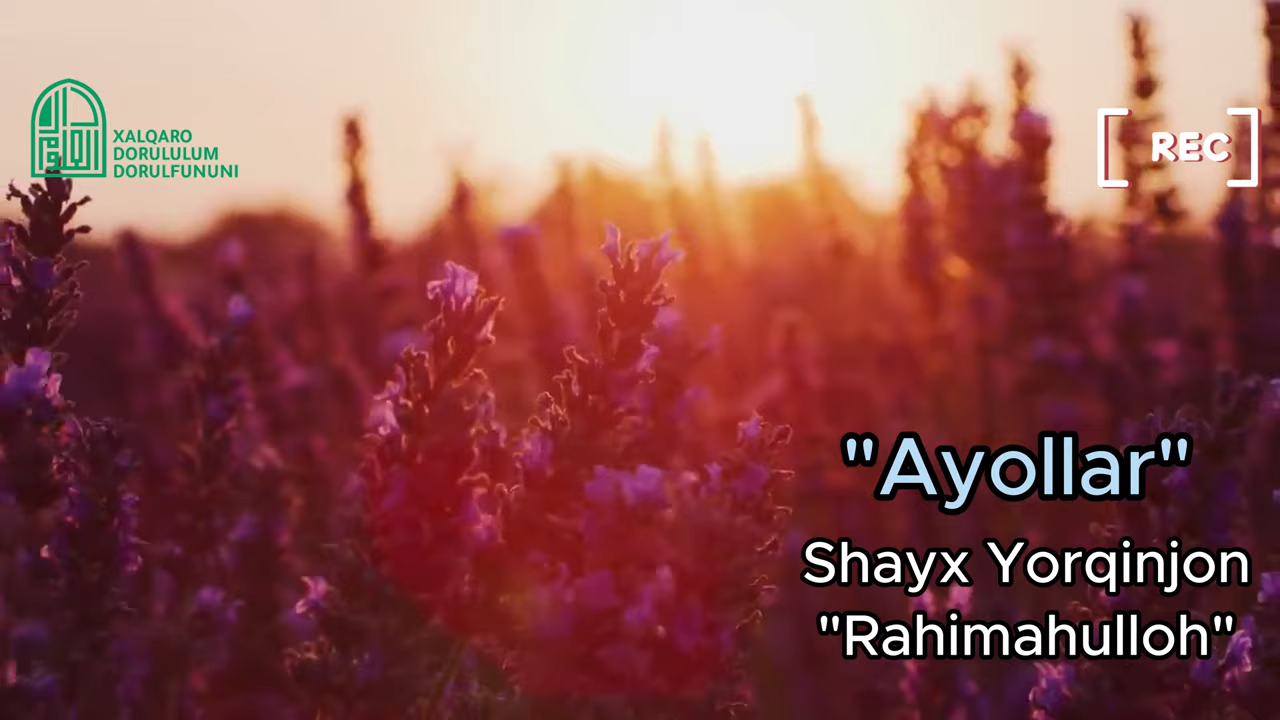 XALQARO
DORULULUM
DORULFUNUNI
[ REC ]
"Ayollar"
Shayx Yorqinjon
"Rahimahulloh"